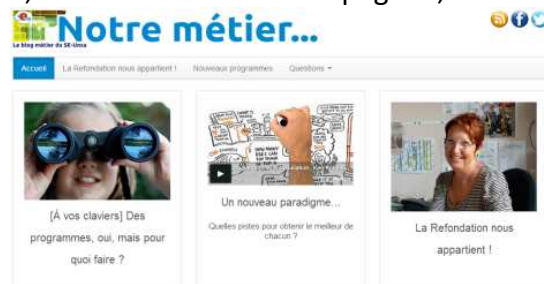 Notre métier...
Le blog métier du SE-Unsa
Accueil
La Refondation nous appartient !
Nouveaux programmes
Questions
[À vos claviers] Des
programmes, oui, mais pour
quoi faire ?
Un nouveau paradigme...
Quelles pistes pour obtenir le meilleur de
chacun ?
La Refondation nous
appartient !